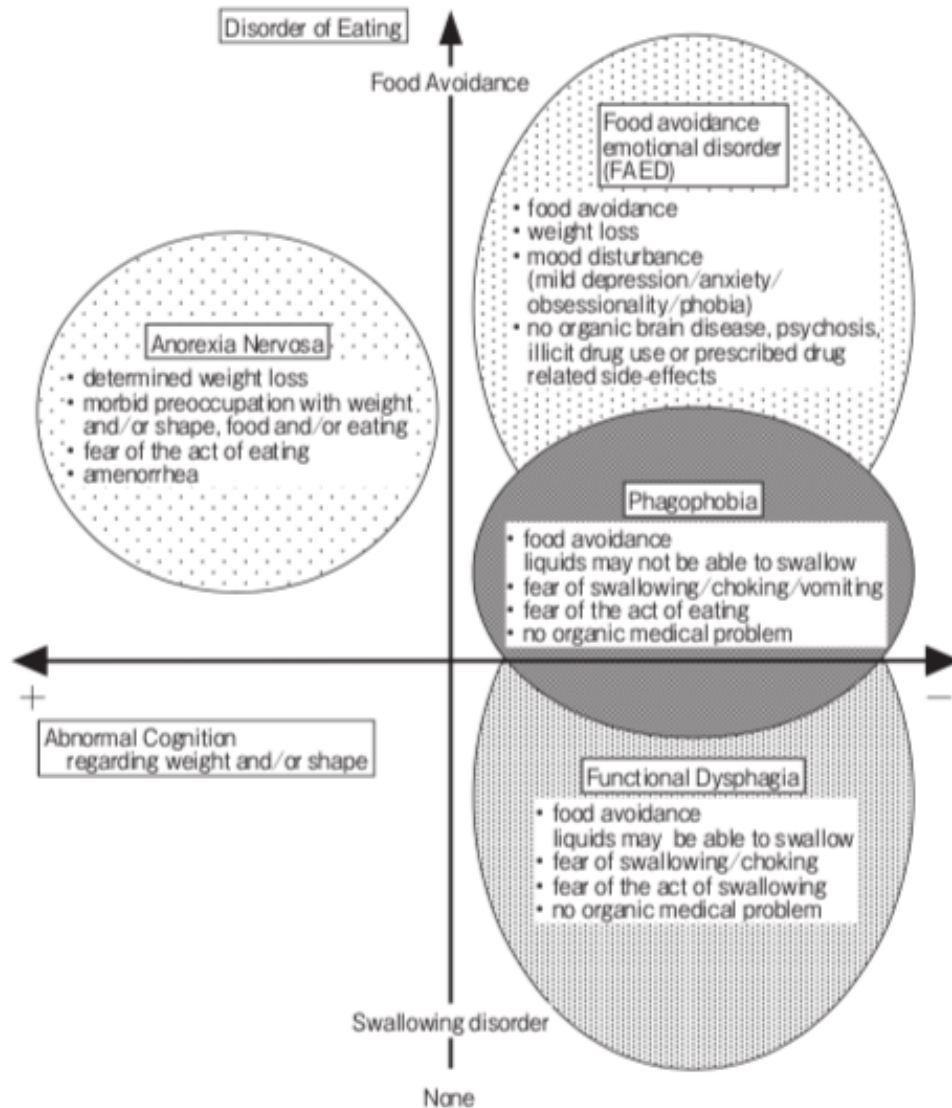 Disorder of Eating
Food Avoidance
Food avoidance
emotional disorder
(FAED)
• food avoidance
• weight loss
• mood disturbance
(mild depression/anxiety/
obsessionality/phobia)
• no organic brain disease, psychosis,
illicit drug use or prescribed drug
related side-effects
Anorexia Nervosa
• determined weight loss
• morbid preoccupation with weight
and/or shape, food and/or eating
• fear of the act of eating
• amenorrhea
Phagophobia
• food avoidance
liquids may not be able to swallow
• fear of swallowing/choking/vomiting
• fear of the act of eating
• no organic medical problem
+
−
Abnormal Cognition
regarding weight and/or shape
Functional Dysphagia
• food avoidance
liquids may be able to swallow
• fear of swallowing/choking
• fear of the act of swallowing
• no organic medical problem
Swallowing disorder
None